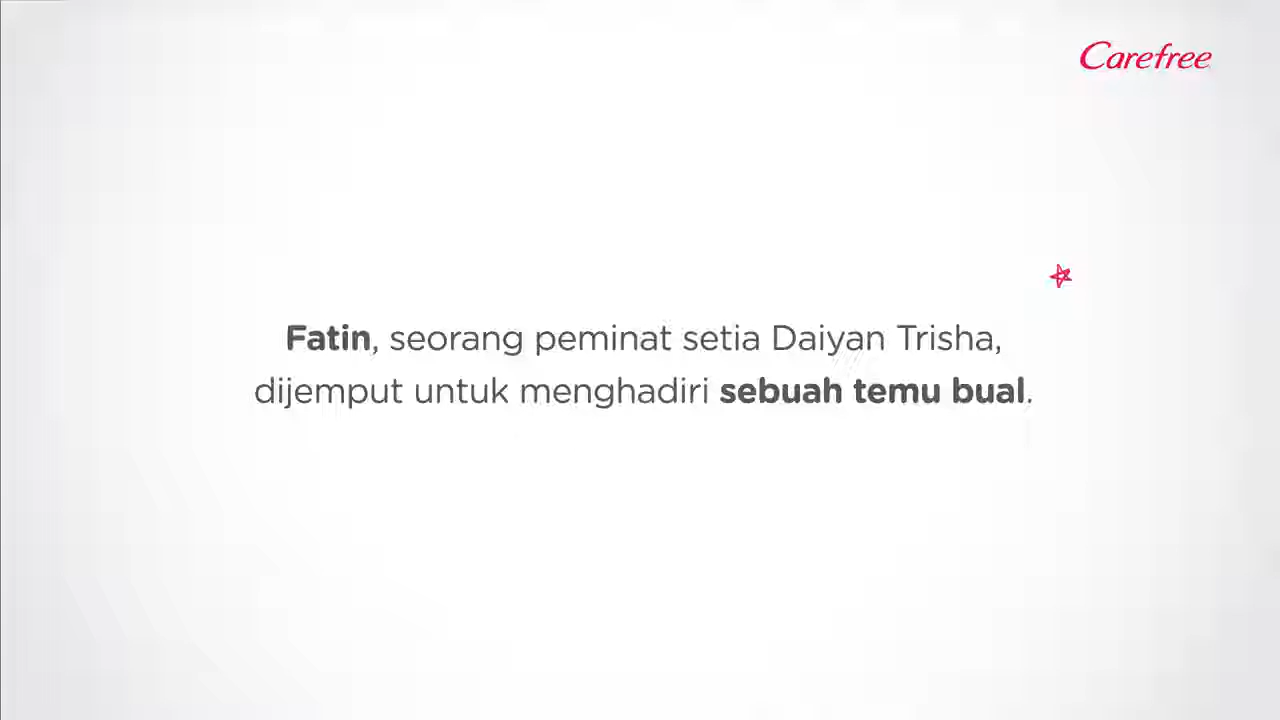 Carefree
Fatin, seorang peminat setia Daiyan Trisha,
dijemput untuk menghadiri sebuah temu bual.